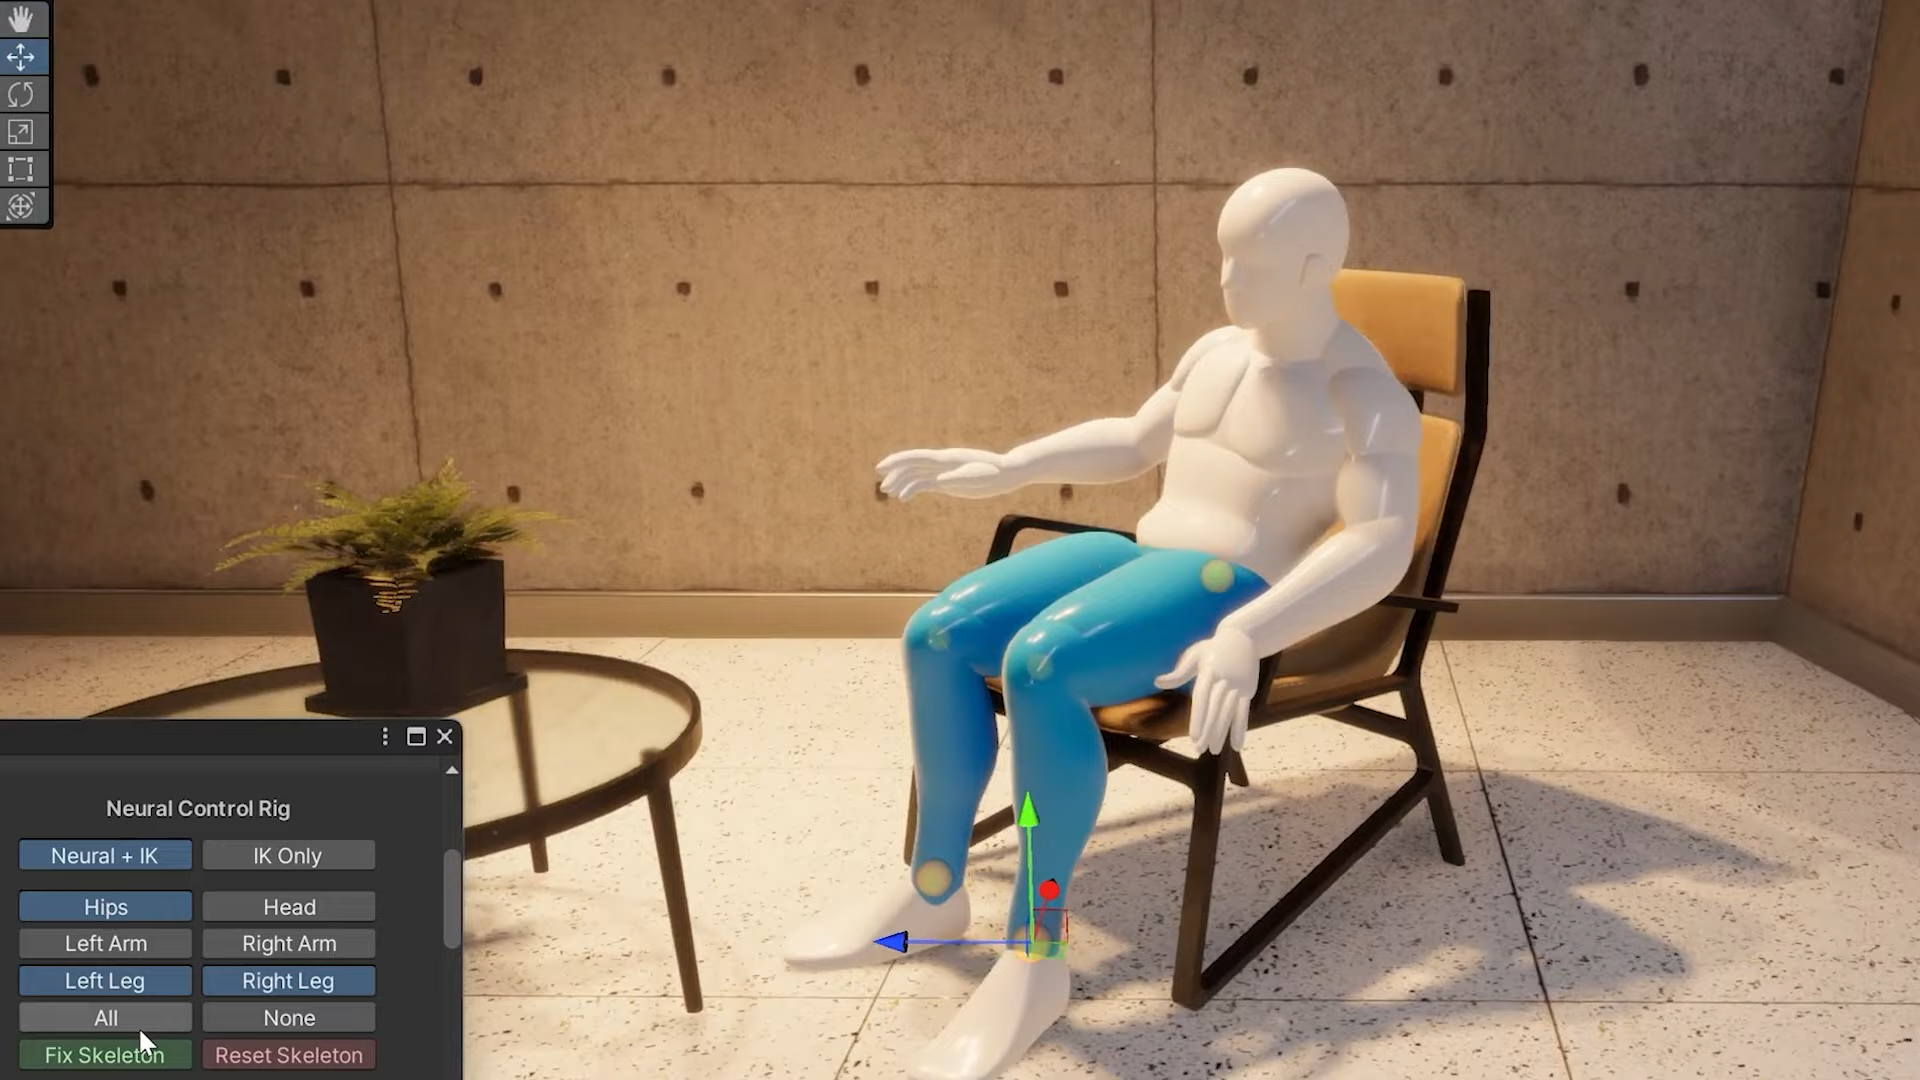 Neural Control Rig
Neural + IK
IK Only
Hips
Head
Left Arm
Right Arm
Left Leg
Right Leg
All
None
Fix Skeleton
Reset Skeleton